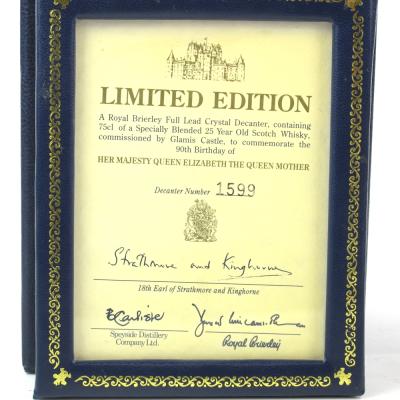 LIMITED EDITION
A Royal Brierley Full Lead Crystal Decanter, containing
75cl of a Specially Blended 25 Year Old Scotch Whisky,
commissioned by Glamis Castle, to commemorate the
90th Birthday of
HER MAJESTY QUEEN ELIZABETH THE QUEEN MOTHER
Decanter Number 1599
Strathmore and Kinghorne
18th Earl of Strathmore and Kinghorne
Speyside Distillery
Company Ltd.
Royal Brierley